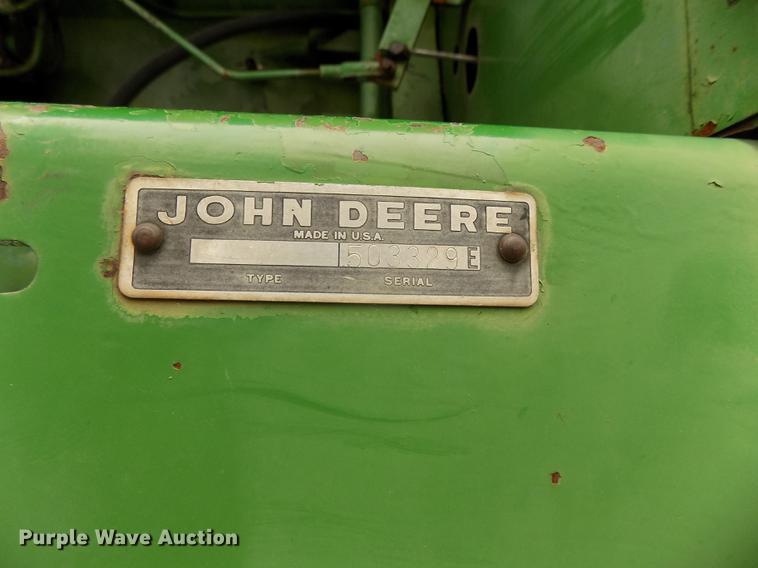 JOHN DEERE
MADE IN U.S.A.
503329E
TYPE SERIAL
Purple Wave Auction